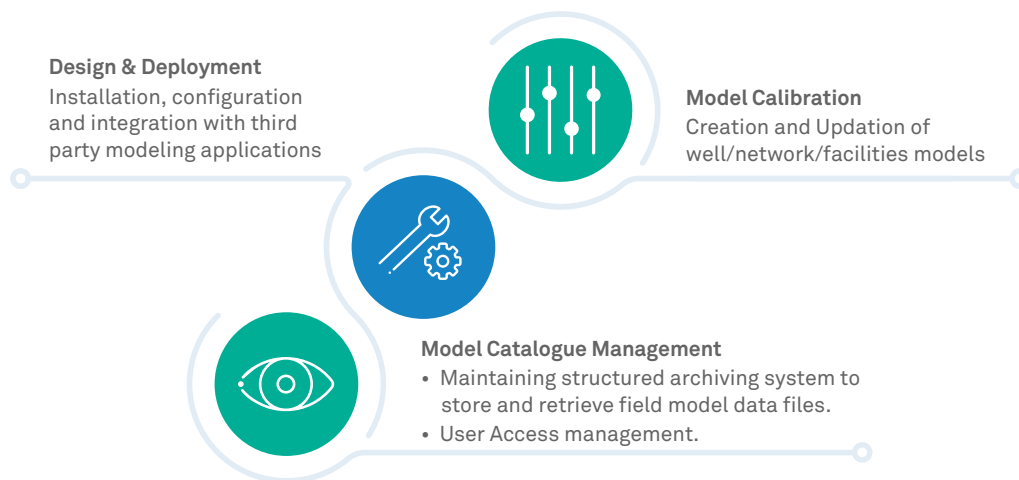 Design & Deployment
Installation, configuration
and integration with third
party modeling applications
Model Calibration
Creation and Updation of
well/network/facilities models
Model Catalogue Management
• Maintaining structured archiving system to
store and retrieve field model data files.
• User Access management.